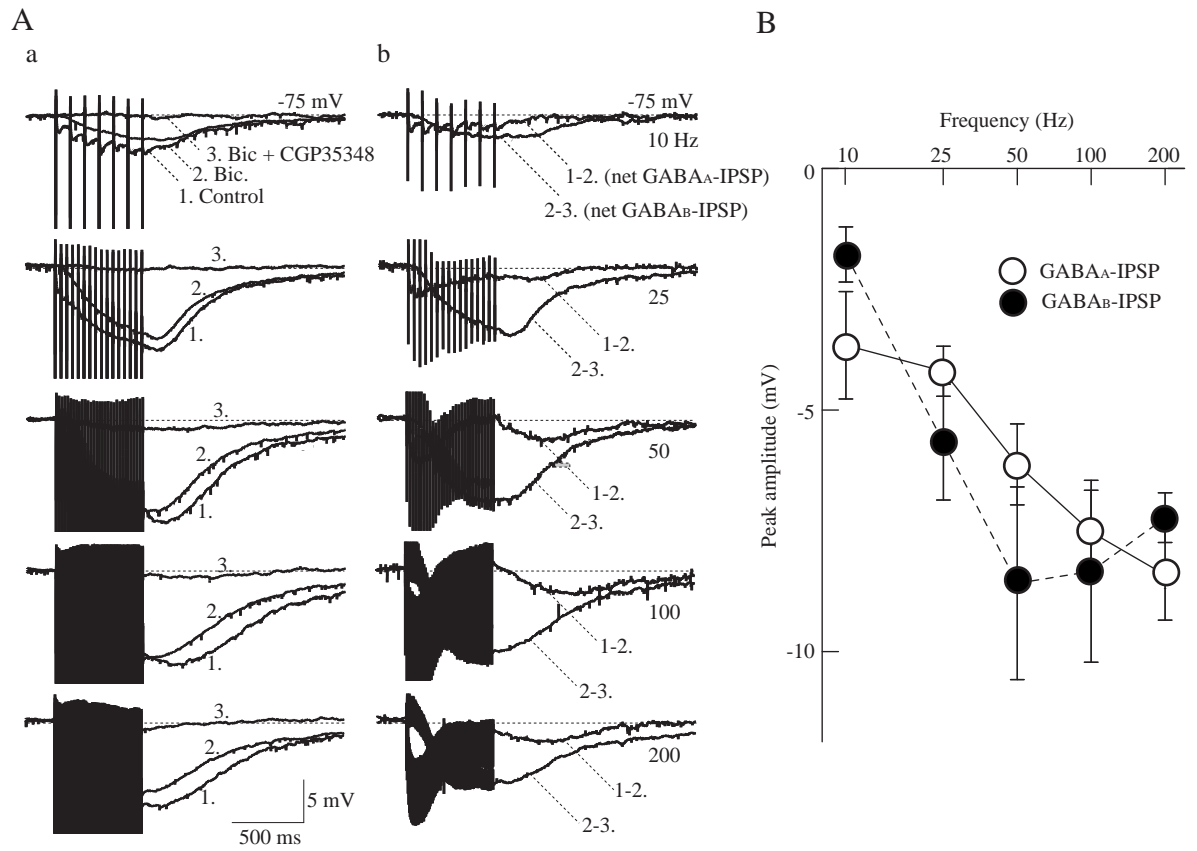 A
a
-75 mV
3. Bic + CGP35348
2. Bic.
1. Control
3.
2.
1.
3.
2.
1.
3.
2.
1.
3.
2.
1.
5 mV
500 ms
b
-75 mV
10 Hz
1-2. (net GABAA-IPSP)
2-3. (net GABAB-IPSP)
25
1-2.
2-3.
50
1-2.
2-3.
100
1-2.
2-3.
200
1-2.
2-3.
B
Frequency (Hz)
10 25 50 100 200
0
-5
-10
Peak amplitude (mV)
GABAA-IPSP
GABAB-IPSP